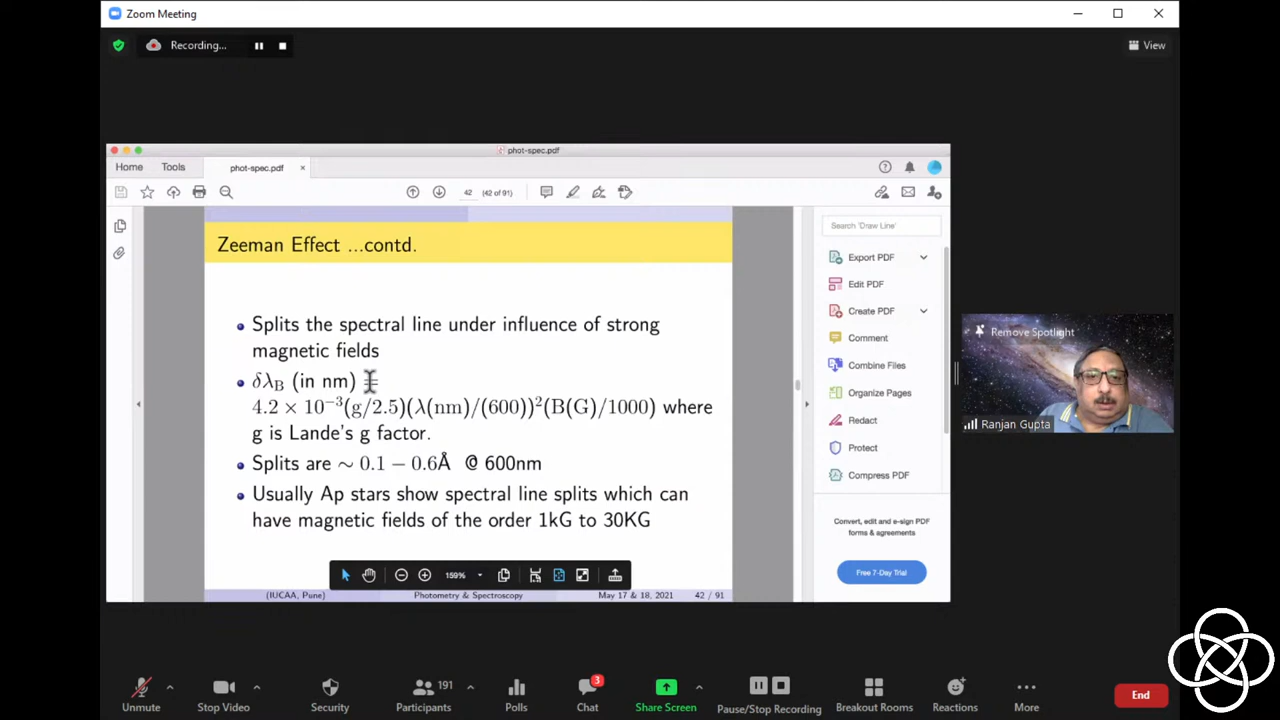 Zoom Meeting
Recording...
View
phot-spec.pdf
Home Tools phot-spec.pdf ×
42 (42 of 91)
Zeeman Effect ...contd.
Search 'Draw Line'
Export PDF
Edit PDF
Create PDF
Comment
Combine Files
Organize Pages
Redact
Protect
Compress PDF
Convert, edit and e-sign PDF
forms & agreements
Free 7-Day Trial
Splits the spectral line under influence of strong
magnetic fields
δλ_B (in nm) =
4.2 × 10⁻³(g/2.5)(λ(nm)/(600))²(B(G)/1000) where
g is Lande's g factor.
Splits are ∼ 0.1 − 0.6Å @ 600nm
Usually Ap stars show spectral line splits which can
have magnetic fields of the order 1kG to 30KG
159%
(IUCAA, Pune) Photometry & Spectroscopy May 17 & 18, 2021 42 / 91
Remove Spotlight
Ranjan Gupta
Unmute
Stop Video
Security
191
Participants
Polls
3
Chat
Share Screen
Pause/Stop Recording
Breakout Rooms
Reactions
More
End